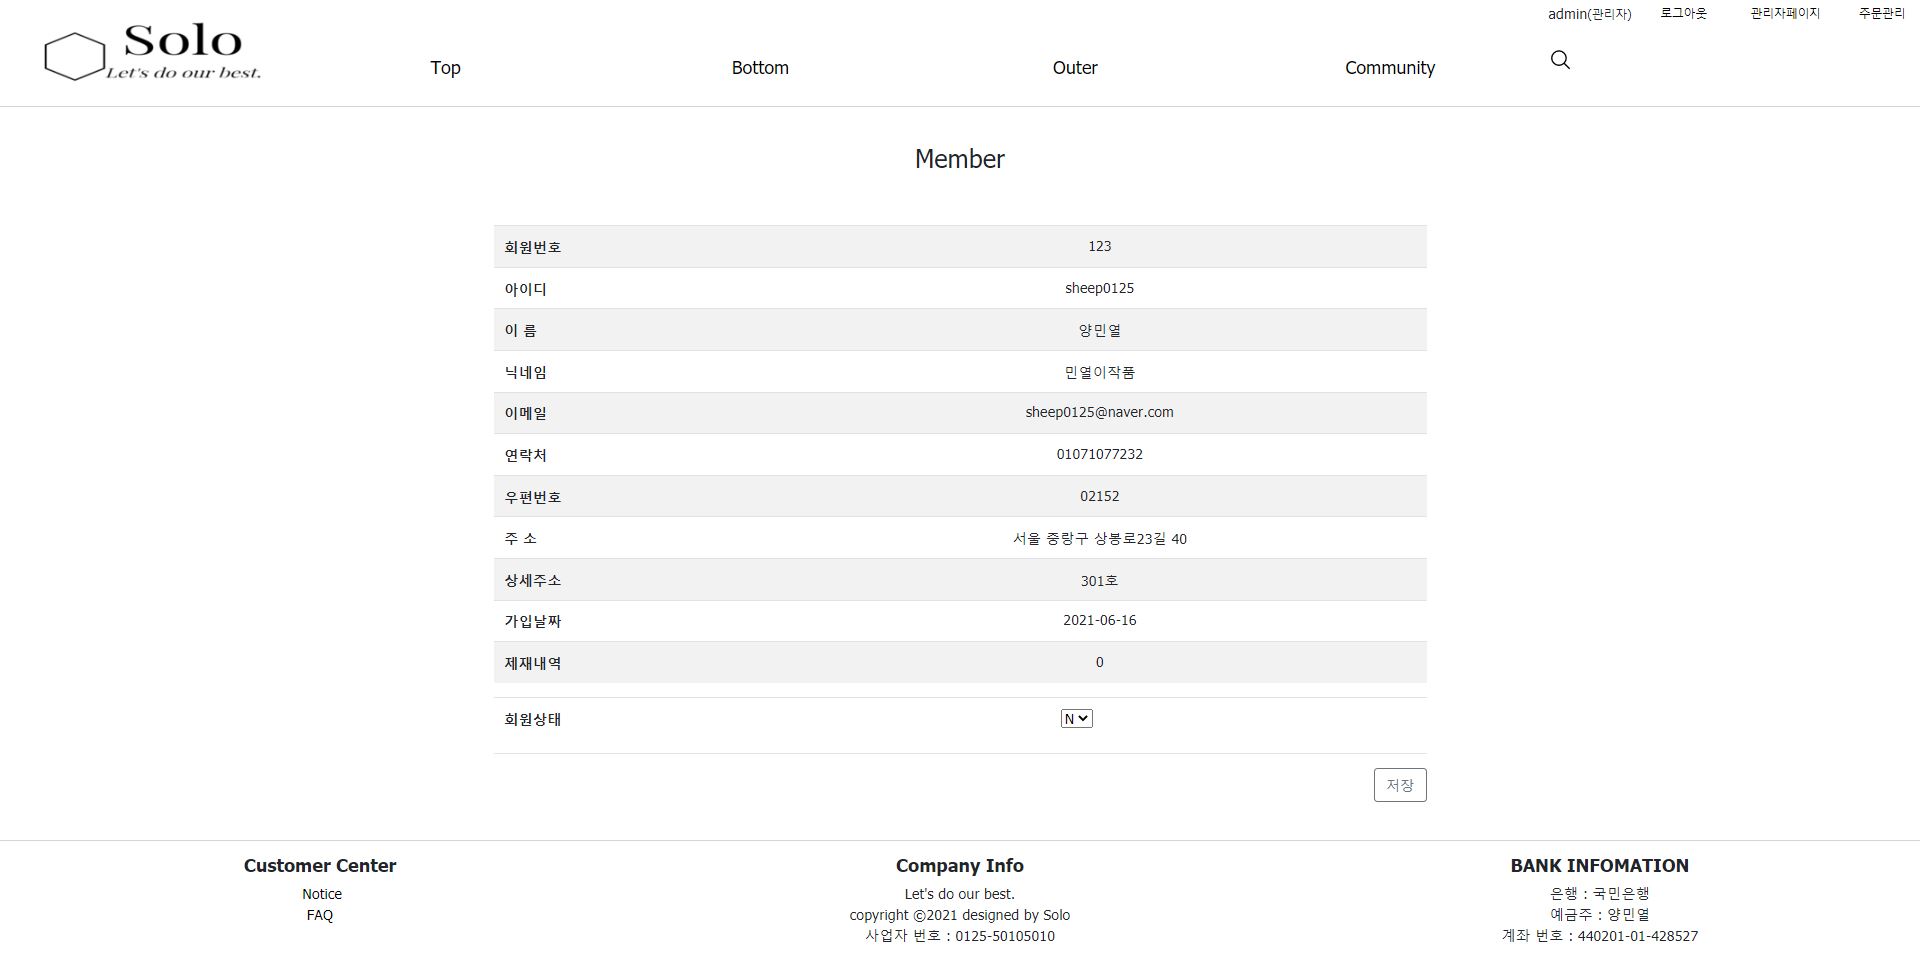 admin(관리자) 로그아웃 관리자페이지 주문관리
Solo
Let's do our best.
Top Bottom Outer Community
Member
회원번호 123
아이디 sheep0125
이 름 양민열
닉네임 민열이작품
이메일 sheep0125@naver.com
연락처 01071077232
우편번호 02152
주 소 서울 중랑구 상봉로23길 40
상세주소 301호
가입날짜 2021-06-16
제재내역 0
회원상태 N
저장
Customer Center
Notice
FAQ
Company Info
Let's do our best.
copyright ©2021 designed by Solo
사업자 번호 : 0125-50105010
BANK INFOMATION
은행 : 국민은행
예금주 : 양민열
계좌 번호 : 440201-01-428527